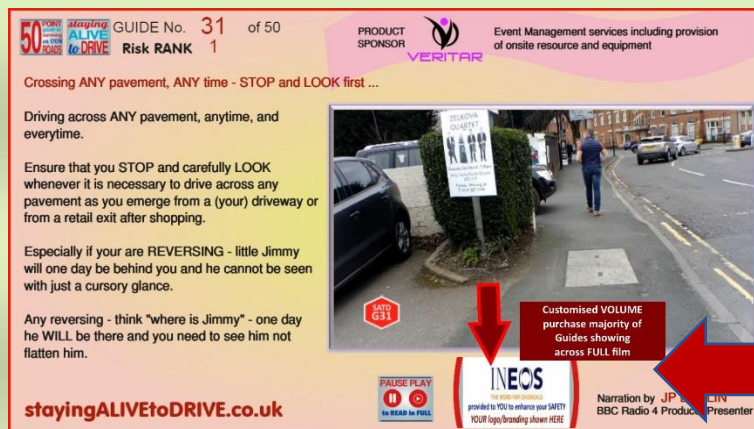 50 POINT
ROADS
staying
ALIVE
to DRIVE
GUIDE No. 31 of 50
Risk RANK 1
PRODUCT
SPONSOR
VERITAR
Event Management services including provision
of onsite resource and equipment
Crossing ANY pavement, ANY time - STOP and LOOK first ...
Driving across ANY pavement, anytime, and
everytime.
Ensure that you STOP and carefully LOOK
whenever it is necessary to drive across any
pavement as you emerge from a (your) driveway or
from a retail exit after shopping.
Especially if your are REVERSING - little Jimmy
will one day be behind you and he cannot be seen
with just a cursory glance.
Any reversing - think "where is Jimmy" - one day
he WILL be there and you need to see him not
flatten him.
ZELKOVA
QUARTET
SATD
G31
Customised VOLUME
purchase majority of
Guides showing
across FULL film
PAUSE PLAY
to READ in FULL
INEOS
THE WORD FOR CHEMICALS
provided to YOU to enhance your SAFETY
YOUR logo/branding shown HERE
Narration by JP LIN
BBC Radio 4 Produc Presenter
stayingALIVEtoDRIVE.co.uk